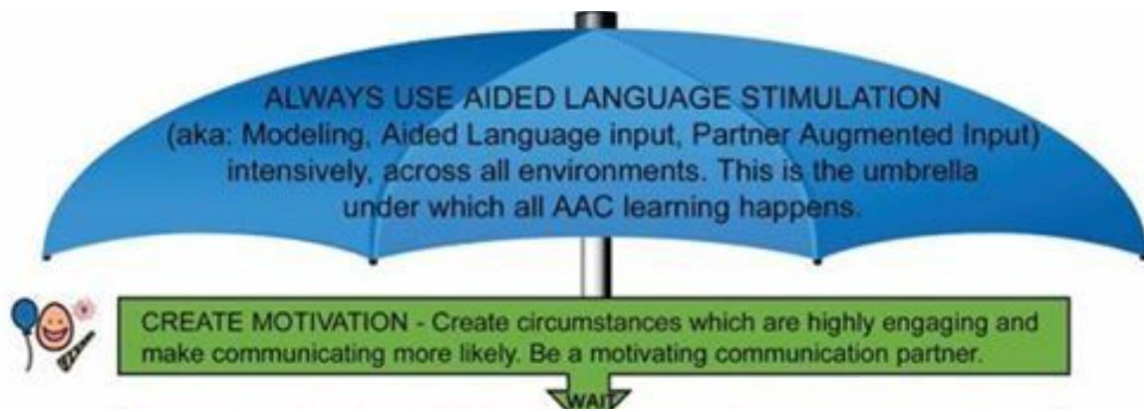 ALWAYS USE AIDED LANGUAGE STIMULATION
(aka: Modeling, Aided Language input, Partner Augmented Input)
intensively, across all environments. This is the umbrella
under which all AAC learning happens.
CREATE MOTIVATION - Create circumstances which are highly engaging and
make communicating more likely. Be a motivating communication partner.
WAIT